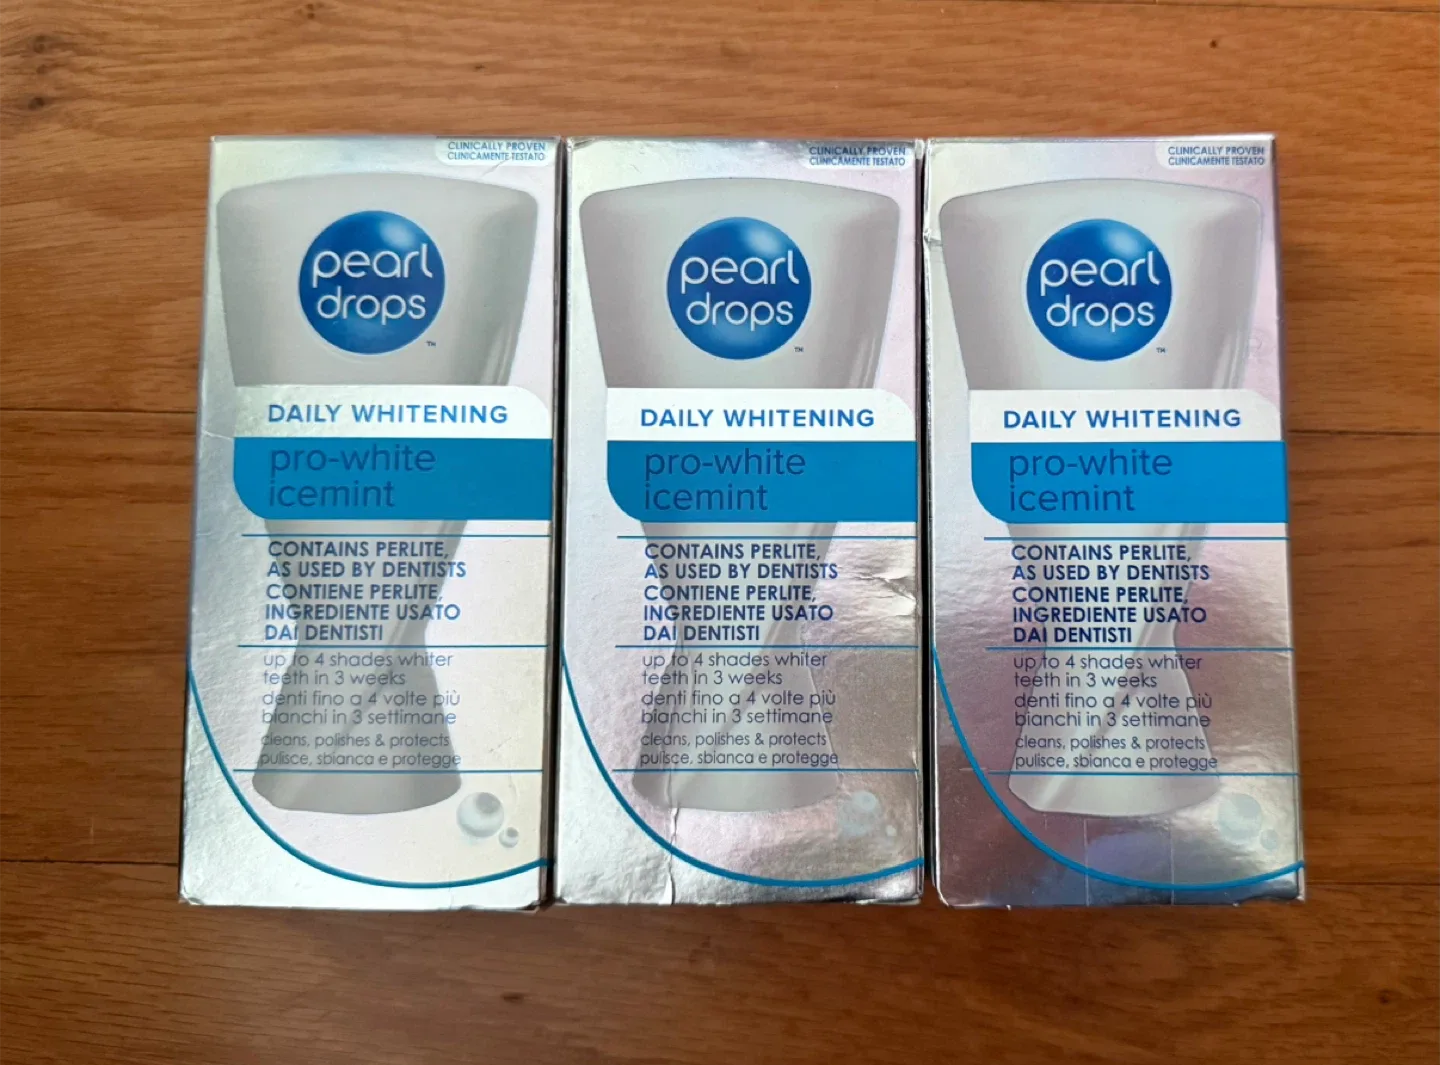 CLINICALLY PROVEN
CLINICAMENTE TESTATO
pearl
drops
™
DAILY WHITENING
pro-white
icemint
CONTAINS PERLITE,
AS USED BY DENTISTS
CONTIENE PERLITE,
INGREDIENTE USATO
DAI DENTISTI
up to 4 shades whiter
teeth in 3 weeks
denti fino a 4 volte più
bianchi in 3 settimane
cleans, polishes & protects
pulisce, sbianca e protegge
CLINICALLY PROVEN
CLINICAMENTE TESTATO
pearl
drops
™
DAILY WHITENING
pro-white
icemint
CONTAINS PERLITE,
AS USED BY DENTISTS
CONTIENE PERLITE,
INGREDIENTE USATO
DAI DENTISTI
up to 4 shades whiter
teeth in 3 weeks
denti fino a 4 volte più
bianchi in 3 settimane
cleans, polishes & protects
pulisce, sbianca e protegge
CLINICALLY PROVEN
CLINICAMENTE TESTATO
pearl
drops
™
DAILY WHITENING
pro-white
icemint
CONTAINS PERLITE,
AS USED BY DENTISTS
CONTIENE PERLITE,
INGREDIENTE USATO
DAI DENTISTI
up to 4 shades whiter
teeth in 3 weeks
denti fino a 4 volte più
bianchi in 3 settimane
cleans, polishes & protects
pulisce, sbianca e protegge